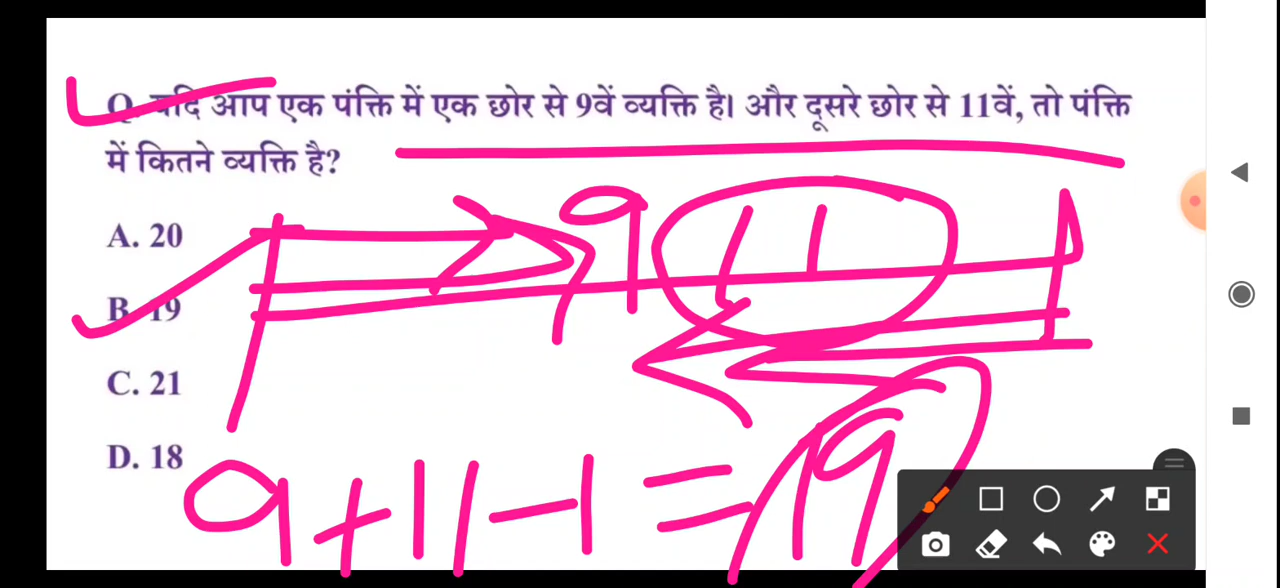 Q. यदि आप एक पंक्ति में एक छोर से 9वें व्यक्ति है। और दूसरे छोर से 11वें, तो पंक्ति
में कितने व्यक्ति है?
A. 20
9 11
B. 19
C. 21
D. 18
9+11-1=19